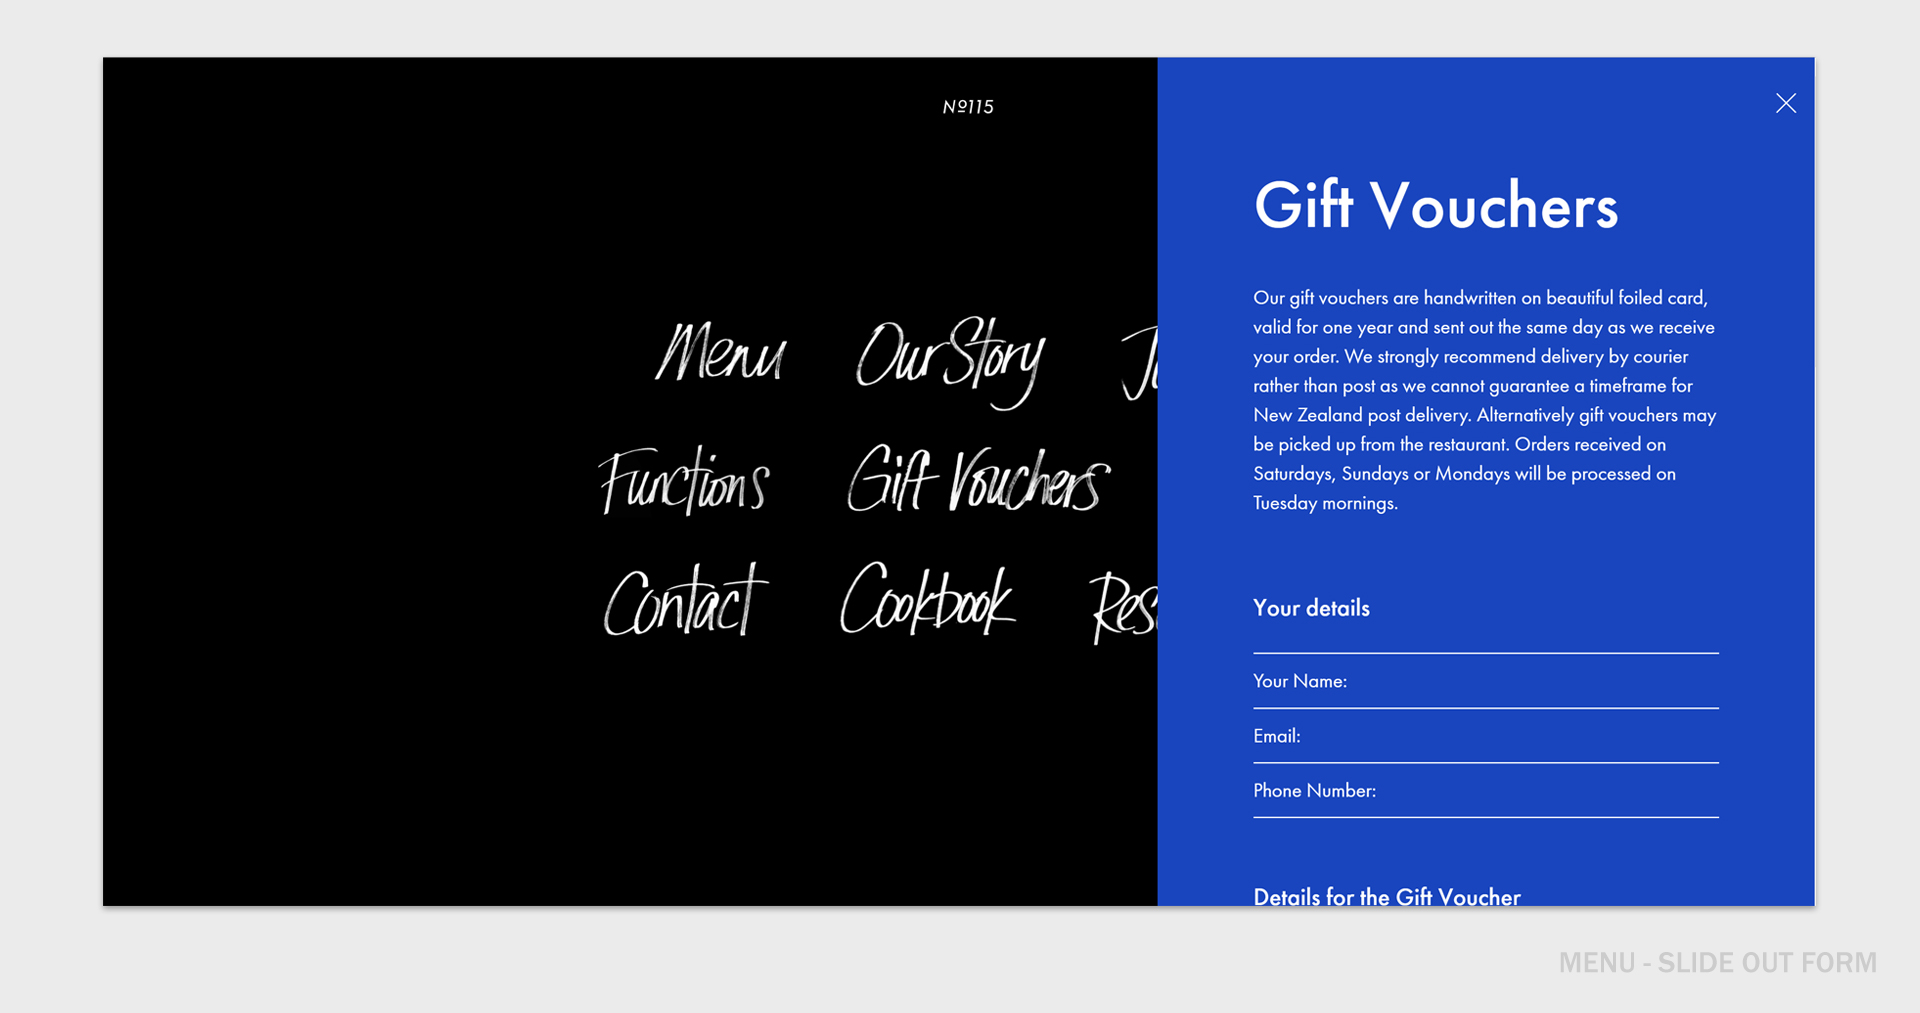 Nº115
Menu Our Story
Functions Gift Vouchers
Contact Cookbook
Gift Vouchers
Our gift vouchers are handwritten on beautiful foiled card,
valid for one year and sent out the same day as we receive
your order. We strongly recommend delivery by courier
rather than post as we cannot guarantee a timeframe for
New Zealand post delivery. Alternatively gift vouchers may
be picked up from the restaurant. Orders received on
Saturdays, Sundays or Mondays will be processed on
Tuesday mornings.
Your details
Your Name:
Email:
Phone Number:
Details for the Gift Voucher
MENU - SLIDE OUT FORM